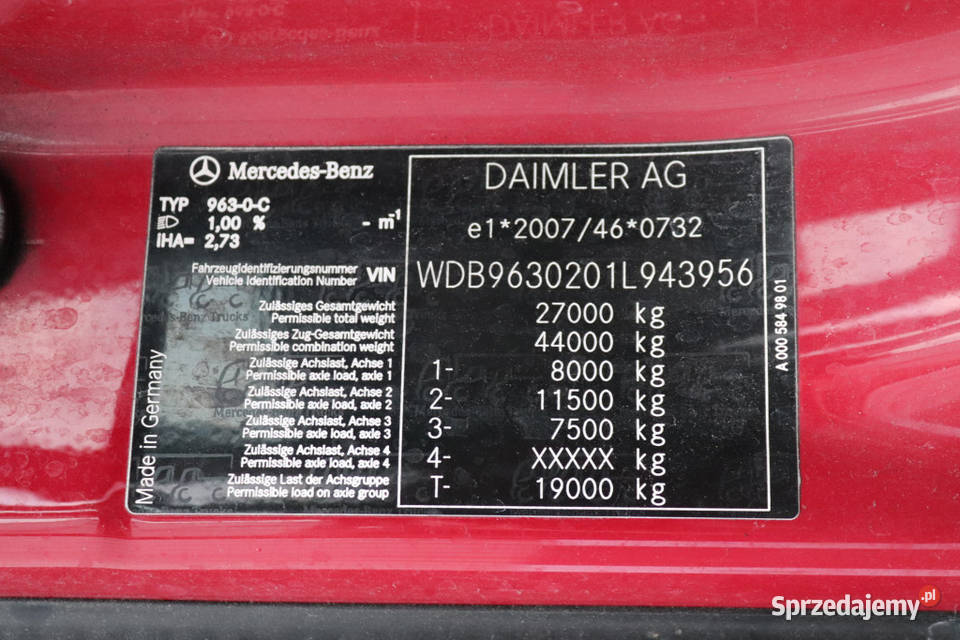 Mercedes-Benz
DAIMLER AG
TYP 963-0-C
1,00 % - m-1
iHA= 2,73
e1*2007/46*0732
Fahrzeugidentifizierungsnummer
Vehicle Identification Number VIN WDB9630201L943956
Zulässiges Gesamtgewicht
Permissible total weight 27000 kg
Zulässiges Zug-Gesamtgewicht
Permissible combination weight 44000 kg
Zulässige Achslast, Achse 1
Permissible axle load, axle 1 1- 8000 kg
Zulässige Achslast, Achse 2
Permissible axle load, axle 2 2- 11500 kg
Zulässige Achslast, Achse 3
Permissible axle load, axle 3 3- 7500 kg
Zulässige Achslast, Achse 4
Permissible axle load, axle 4 4- XXXXX kg
Zulässige Last der Achsgruppe
Permissible load on axle group T- 19000 kg
Made in Germany
A 000 584 98 01
Sprzedajemy.pl